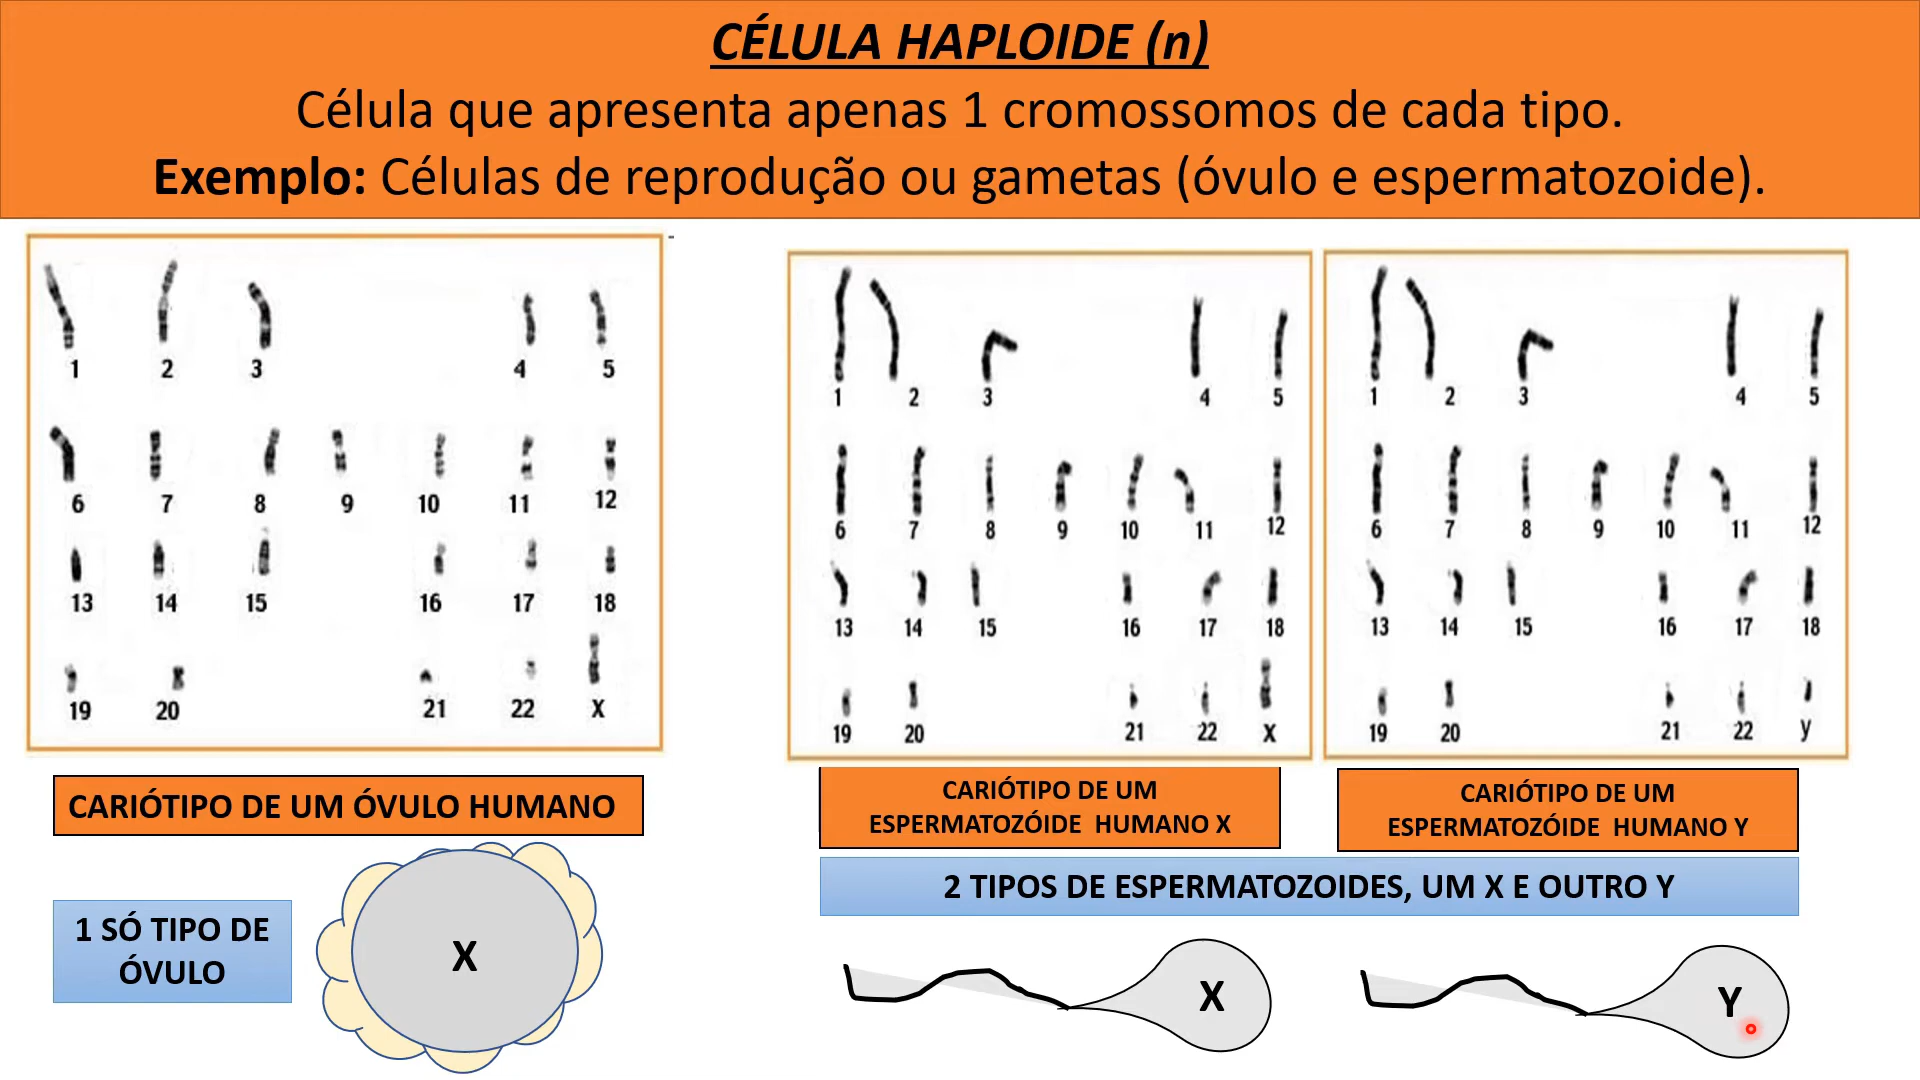 CÉLULA HAPLOIDE (n)
Célula que apresenta apenas 1 cromossomos de cada tipo.
Exemplo: Células de reprodução ou gametas (óvulo e espermatozoide).
1 2 3 4 5
6 7 8 9 10 11 12
13 14 15 16 17 18
19 20 21 22 X
CARIÓTIPO DE UM ÓVULO HUMANO
1 SÓ TIPO DE
ÓVULO
X
1 2 3 4 5
6 7 8 9 10 11 12
13 14 15 16 17 18
19 20 21 22 X
CARIÓTIPO DE UM
ESPERMATOZÓIDE HUMANO X
1 2 3 4 5
6 7 8 9 10 11 12
13 14 15 16 17 18
19 20 21 22 y
CARIÓTIPO DE UM
ESPERMATOZÓIDE HUMANO Y
2 TIPOS DE ESPERMATOZOIDES, UM X E OUTRO Y
X
Y